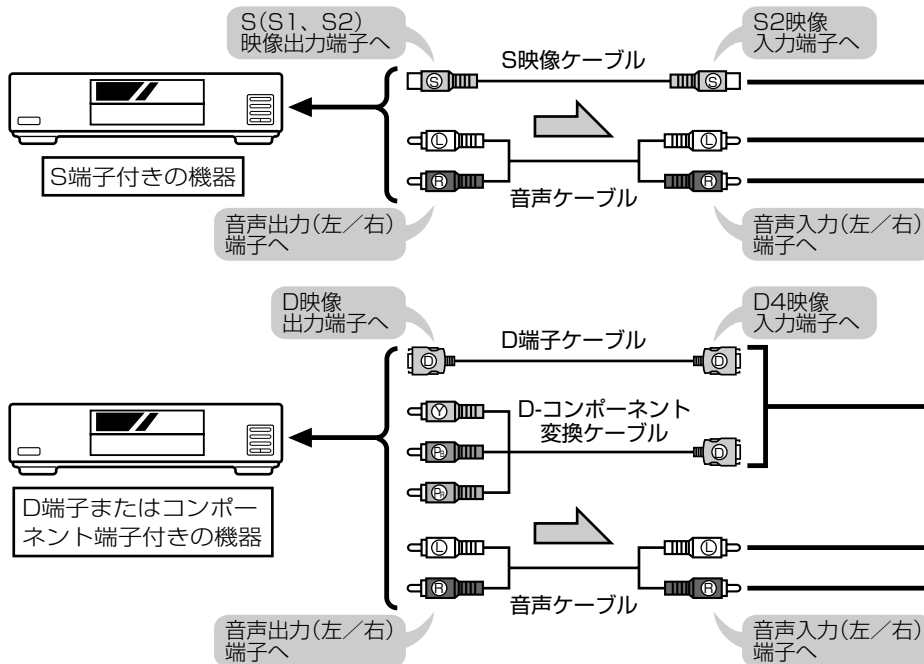 S(S1、S2)
映像出力端子へ
S2映像
入力端子へ
S映像ケーブル
S
S
L
L
S端子付きの機器
R
R
音声ケーブル
音声出力(左／右)
端子へ
音声入力(左／右)
端子へ
D映像
出力端子へ
D4映像
入力端子へ
D端子ケーブル
D
D
D-コンポーネント
変換ケーブル
Y
PB
D
D端子またはコンポー
ネント端子付きの機器
L
L
R
R
音声ケーブル
音声出力(左／右)
端子へ
音声入力(左／右)
端子へ